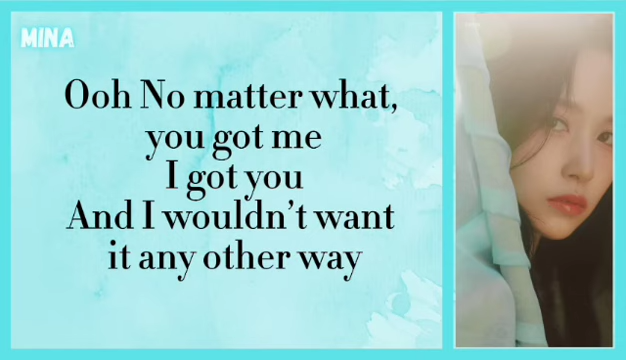 MINA
Ooh No matter what,
you got me
I got you
And I wouldn't want
it any other way